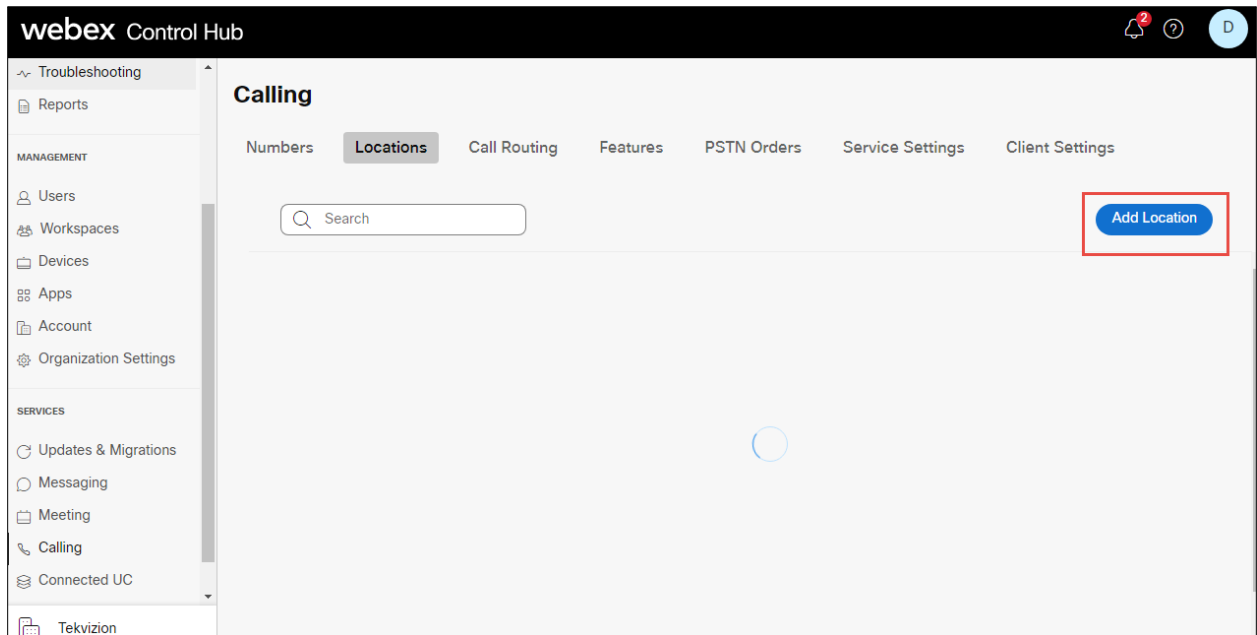 webex Control Hub
2
?
D
Troubleshooting
Reports
MANAGEMENT
Users
Workspaces
Devices
Apps
Account
Organization Settings
SERVICES
Updates & Migrations
Messaging
Meeting
Calling
Connected UC
Tekvizion
Calling
Numbers Locations Call Routing Features PSTN Orders Service Settings Client Settings
Search
Add Location